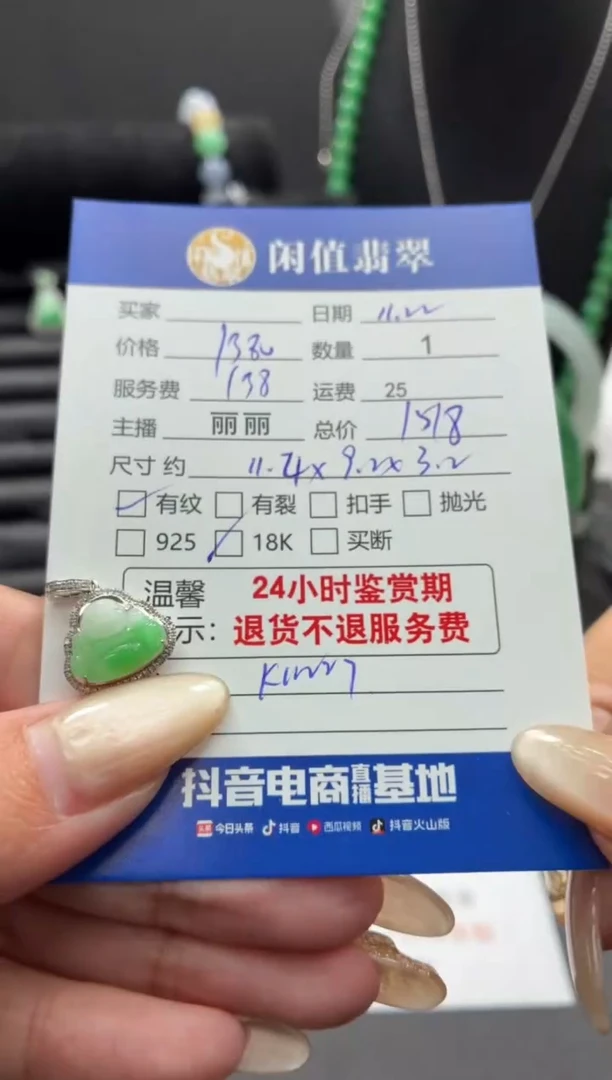 闲值翡翠
买家 日期 11.22
价格 1380 数量 1
服务费 138 运费 25
主播 丽丽 总价 1518
尺寸 约 11.4x9.2x3.2
有纹 有裂 扣手 抛光
925 18K 买断
温馨 24小时鉴赏期
示: 退货不退服务费
抖音电商直播基地
头条 今日头条 抖音 西瓜视频 抖音火山版